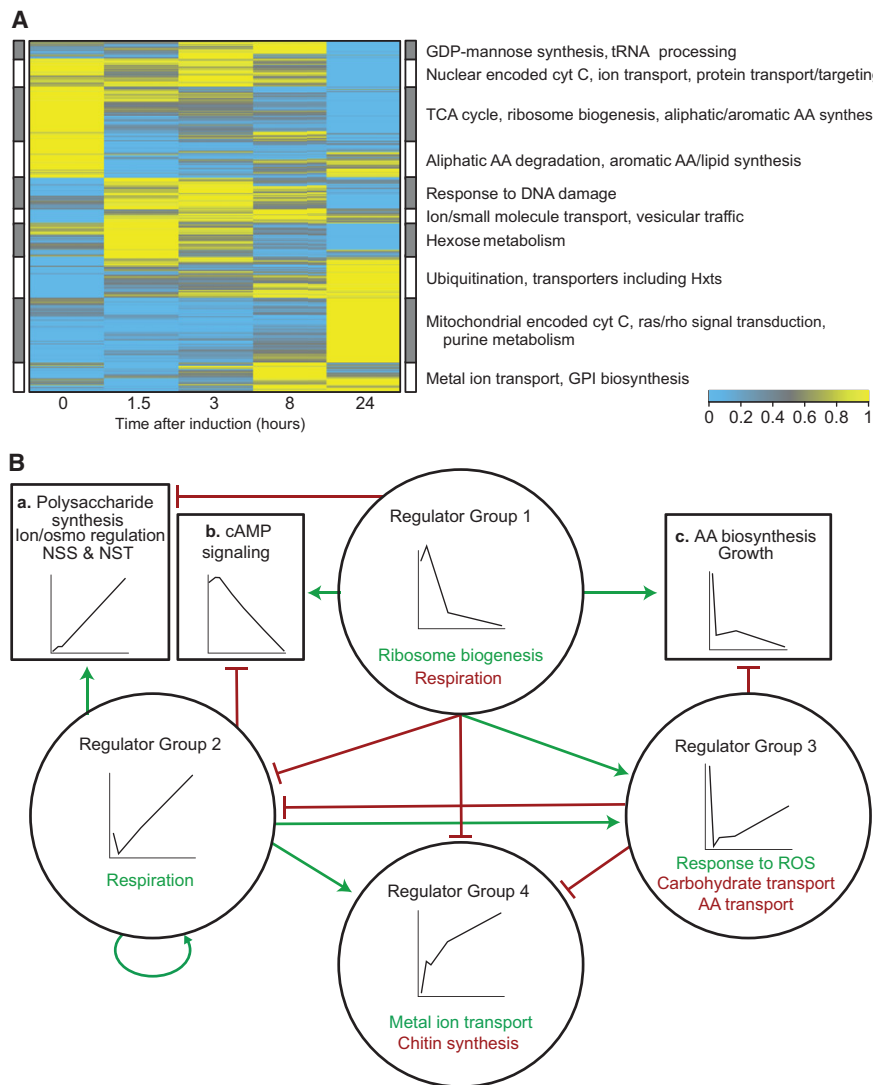 A
GDP-mannose synthesis, tRNA processing
Nuclear encoded cyt C, ion transport, protein transport/targeting
TCA cycle, ribosome biogenesis, aliphatic/aromatic AA synthes
Aliphatic AA degradation, aromatic AA/lipid synthesis
Response to DNA damage
Ion/small molecule transport, vesicular traffic
Hexose metabolism
Ubiquitination, transporters including Hxts
Mitochondrial encoded cyt C, ras/rho signal transduction,
purine metabolism
Metal ion transport, GPI biosynthesis
0 1.5 3 8 24
Time after induction (hours)
0 0.2 0.4 0.6 0.8 1
B
a. Polysaccharide
synthesis
Ion/osmo regulation
NSS & NST
b. cAMP
signaling
Regulator Group 1
Ribosome biogenesis
Respiration
c. AA biosynthesis
Growth
Regulator Group 2
Respiration
Regulator Group 3
Response to ROS
Carbohydrate transport
AA transport
Regulator Group 4
Metal ion transport
Chitin synthesis